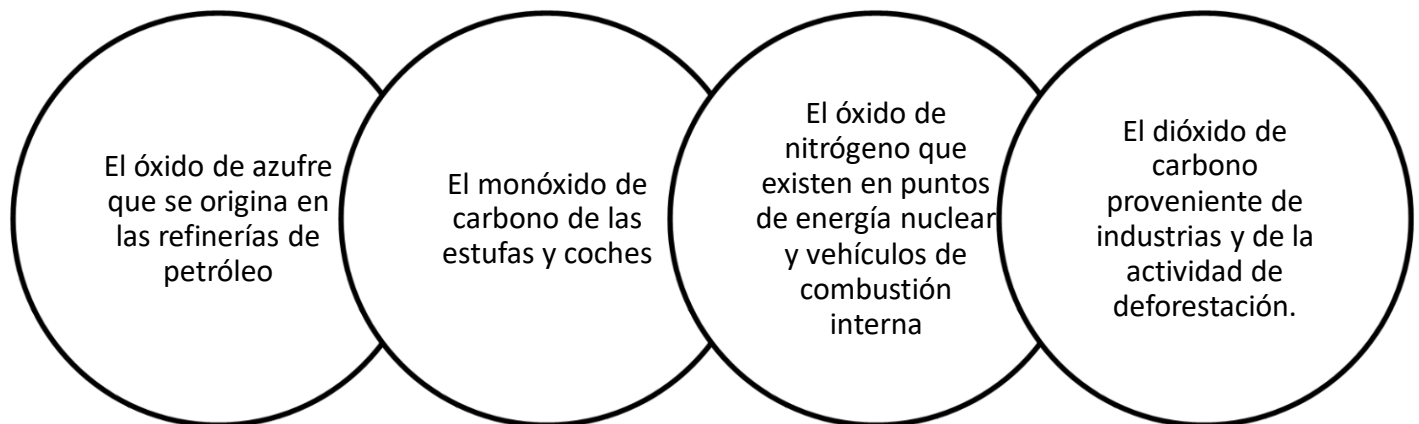 El óxido de azufre
que se origina en
las refinerías de
petróleo
El monóxido de
carbono de las
estufas y coches
El óxido de
nitrógeno que
existen en puntos
de energía nuclear
y vehículos de
combustión
interna
El dióxido de
carbono
proveniente de
industrias y de la
actividad de
deforestación.